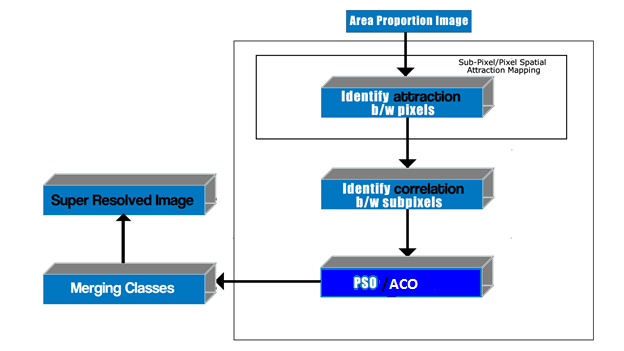 Area Proportion Image
Sub-Pixel/Pixel Spatial
Attraction Mapping
Identify attraction
b/w pixels
Identify correlation
b/w subpixels
Super Resolved Image
PSO /ACO
Merging Classes